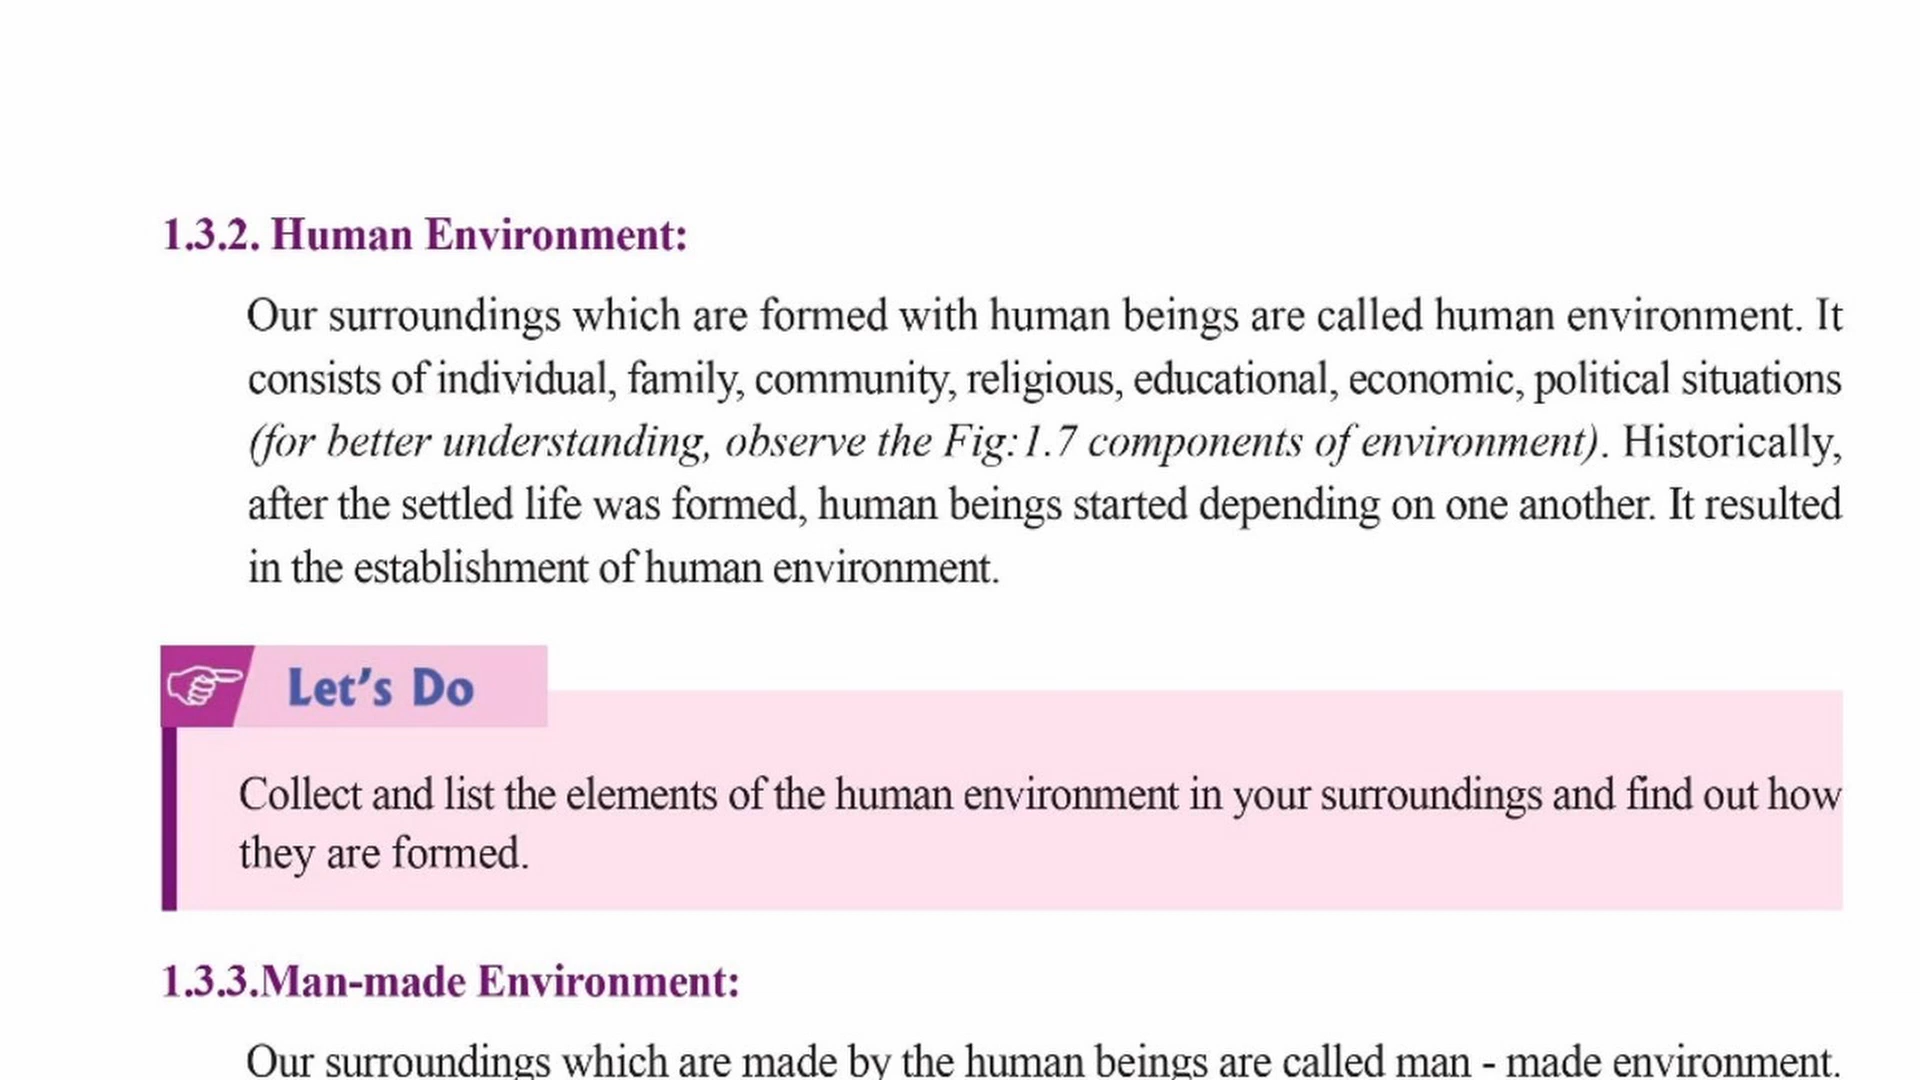 1.3.2. Human Environment:
Our surroundings which are formed with human beings are called human environment. It
consists of individual, family, community, religious, educational, economic, political situations
(for better understanding, observe the Fig:1.7 components of environment). Historically,
after the settled life was formed, human beings started depending on one another. It resulted
in the establishment of human environment.
Let's Do
Collect and list the elements of the human environment in your surroundings and find out how
they are formed.
1.3.3.Man-made Environment:
Our surroundings which are made by the human beings are called man - made environment.